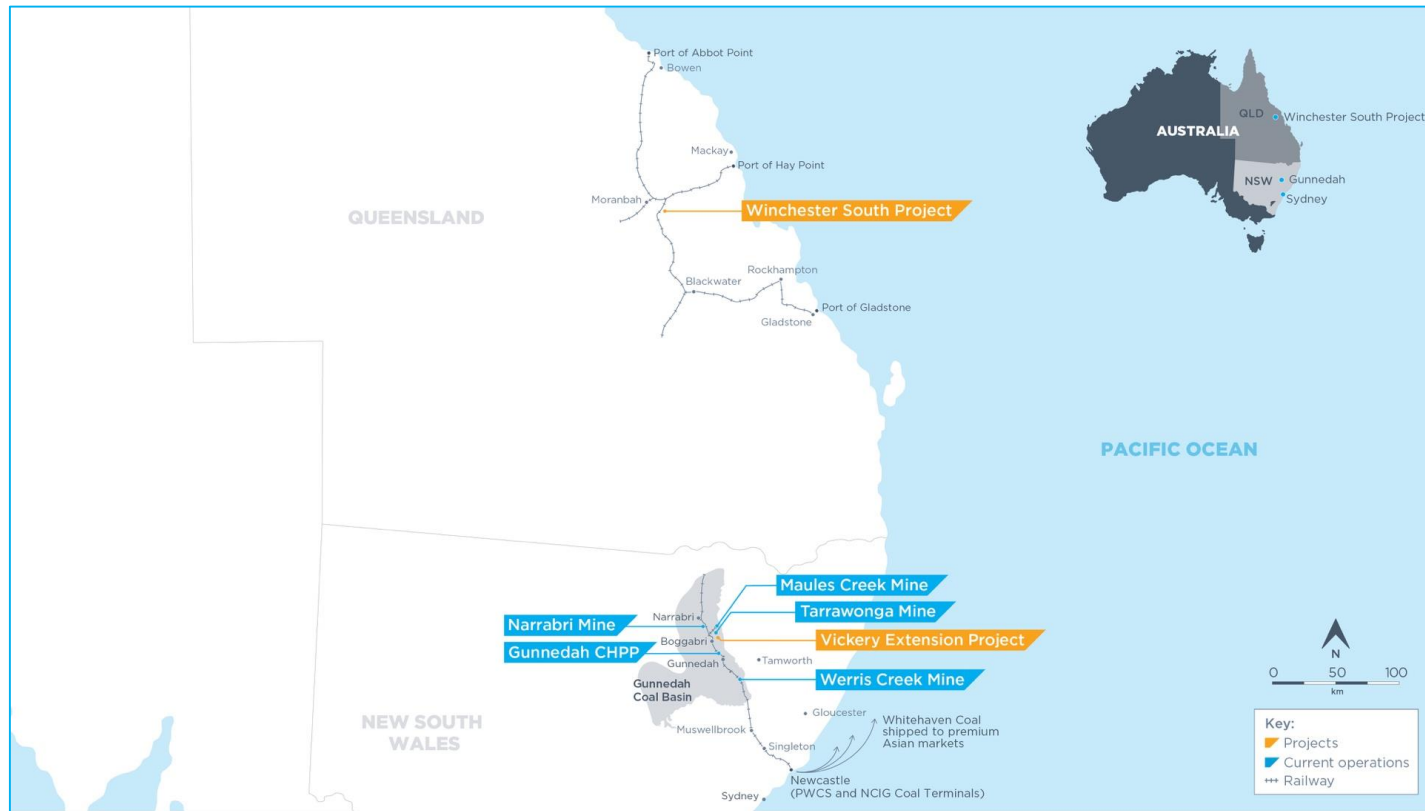 Port of Abbot Point
Bowen
Mackay
Port of Hay Point
Moranbah
Winchester South Project
QUEENSLAND
Rockhampton
Blackwater
Port of Gladstone
Gladstone
QLD
Winchester South Project
AUSTRALIA
NSW
Gunnedah
Sydney
PACIFIC OCEAN
Maules Creek Mine
Narrabri
Tarrawonga Mine
Narrabri Mine
Boggabri
Vickery Extension Project
Gunnedah CHPP
Gunnedah
Tamworth
Werris Creek Mine
Gunnedah
Coal Basin
NEW SOUTH
WALES
Gloucester
Muswellbrook
Whitehaven Coal
shipped to premium
Asian markets
Singleton
Newcastle
(PWCS and NCIG Coal Terminals)
Sydney
N
0 50 100
km
Key:
Projects
Current operations
Railway